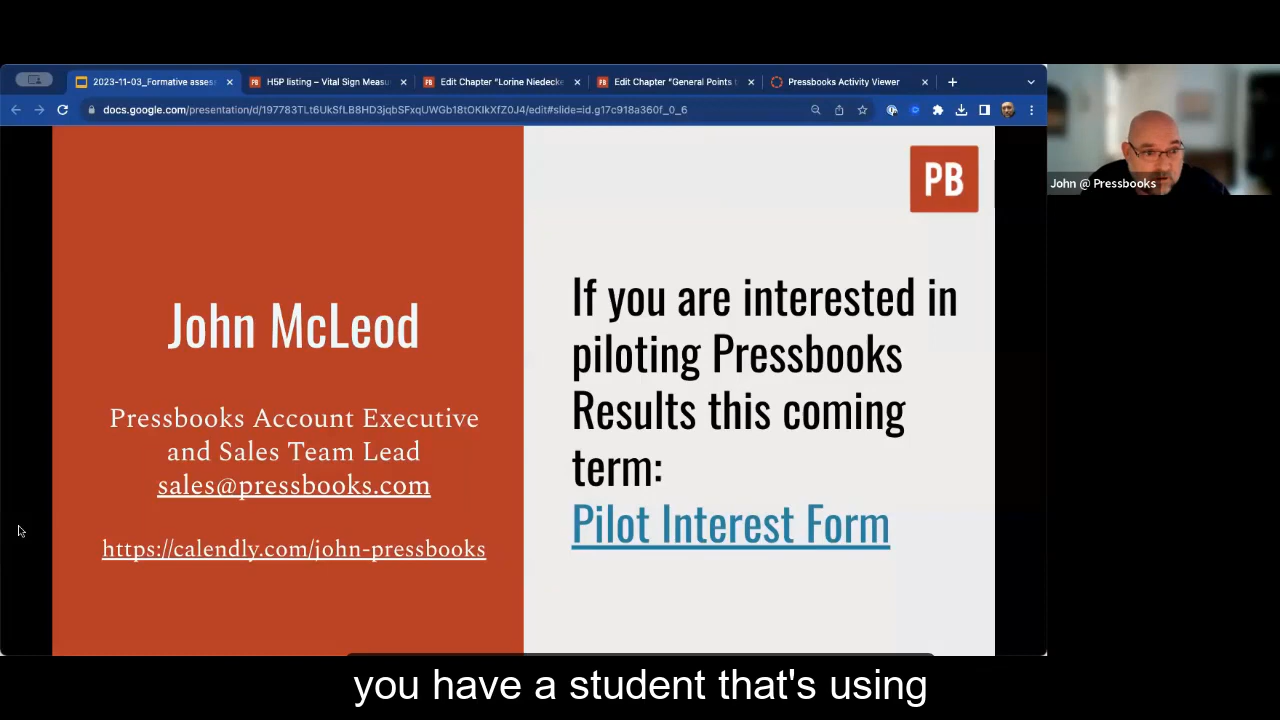 2023-11-03_Formative assess
H5P listing – Vital Sign Measu
Edit Chapter “Lorine Niedecke
Edit Chapter “General Points
Pressbooks Activity Viewer
docs.google.com/presentation/d/197783TLt6UkSfLB8HD3jqbSFxqUWGb18tOKIkXfZ0J4/edit#slide=id.g17c918a360f_0_6
PB
John McLeod
Pressbooks Account Executive
and Sales Team Lead
sales@pressbooks.com
https://calendly.com/john-pressbooks
If you are interested in
piloting Pressbooks
Results this coming
term:
Pilot Interest Form
John @ Pressbooks
you have a student that's using